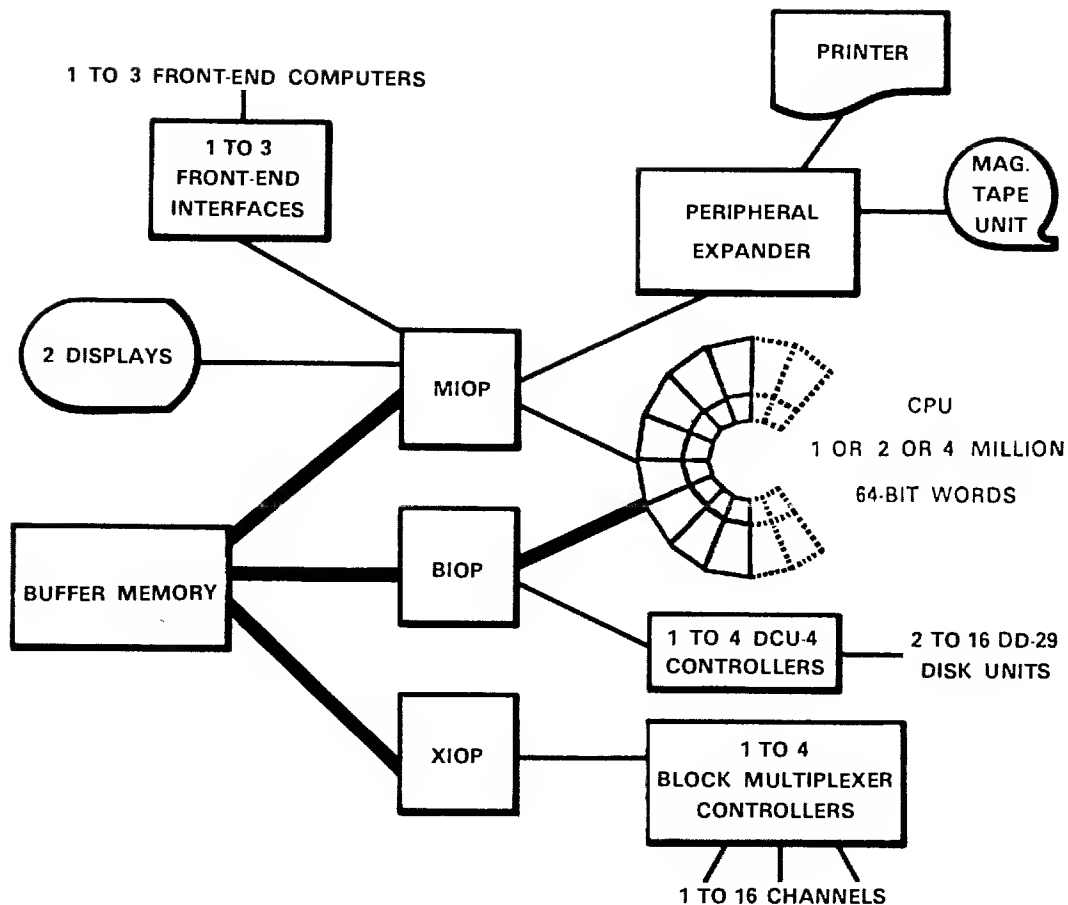 PRINTER
1 TO 3 FRONT-END COMPUTERS
1 TO 3
FRONT-END
INTERFACES
MAG.
TAPE
UNIT
PERIPHERAL
EXPANDER
2 DISPLAYS
MIOP
CPU
1 OR 2 OR 4 MILLION
64-BIT WORDS
BUFFER MEMORY
BIOP
1 TO 4 DCU-4
CONTROLLERS
2 TO 16 DD-29
DISK UNITS
XIOP
1 TO 4
BLOCK MULTIPLEXER
CONTROLLERS
1 TO 16 CHANNELS